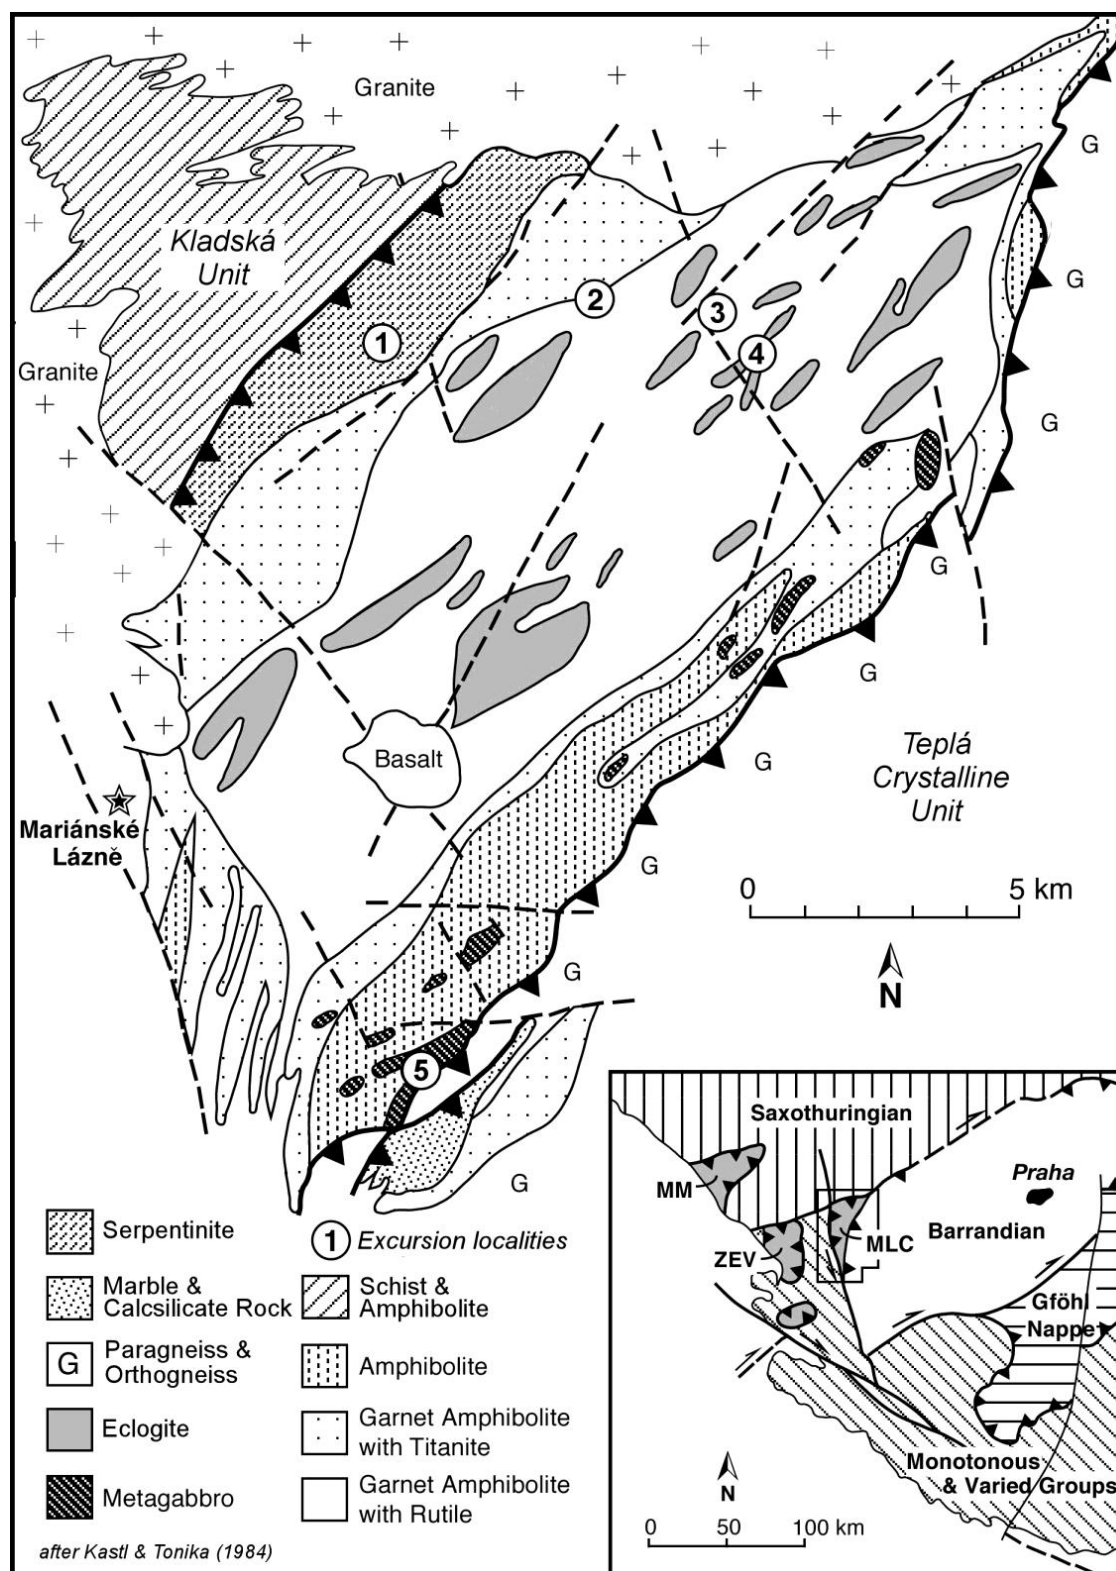 Granite
G
Kladská
Unit
G
2
3
1
4
Granite
G
G
G
Basalt
Teplá
Crystalline
Unit
G
Mariánské
Lázně
G
0 5 km
G
N
5
G
Saxothuringian
MM
Praha
ZEV
MLC
Barrandian
Gföhl
Nappe
Monotonous
& Varied Groups
N
0 50 100 km
Serpentinite
1 Excursion localities
Marble &
Calcsilicate Rock
Schist &
Amphibolite
G
Paragneiss &
Orthogneiss
Amphibolite
Eclogite
Garnet Amphibolite
with Titanite
Metagabbro
Garnet Amphibolite
with Rutile
after Kastl & Tonika (1984)